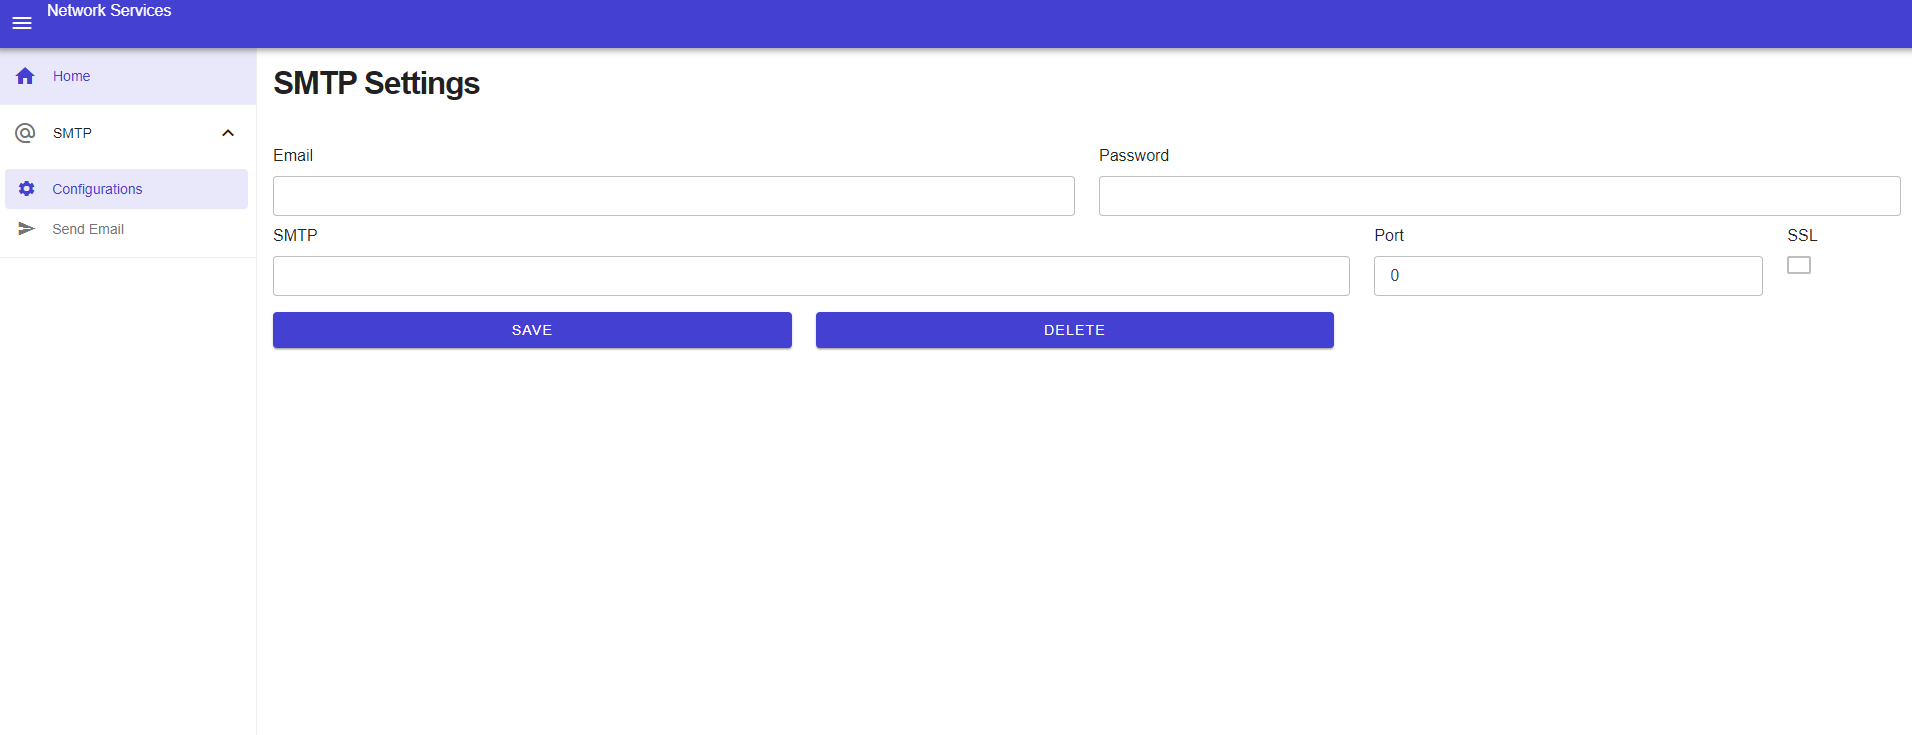 Network Services
Home
SMTP
Configurations
Send Email
SMTP Settings
Email
Password
SMTP
Port
SSL
0
SAVE
DELETE